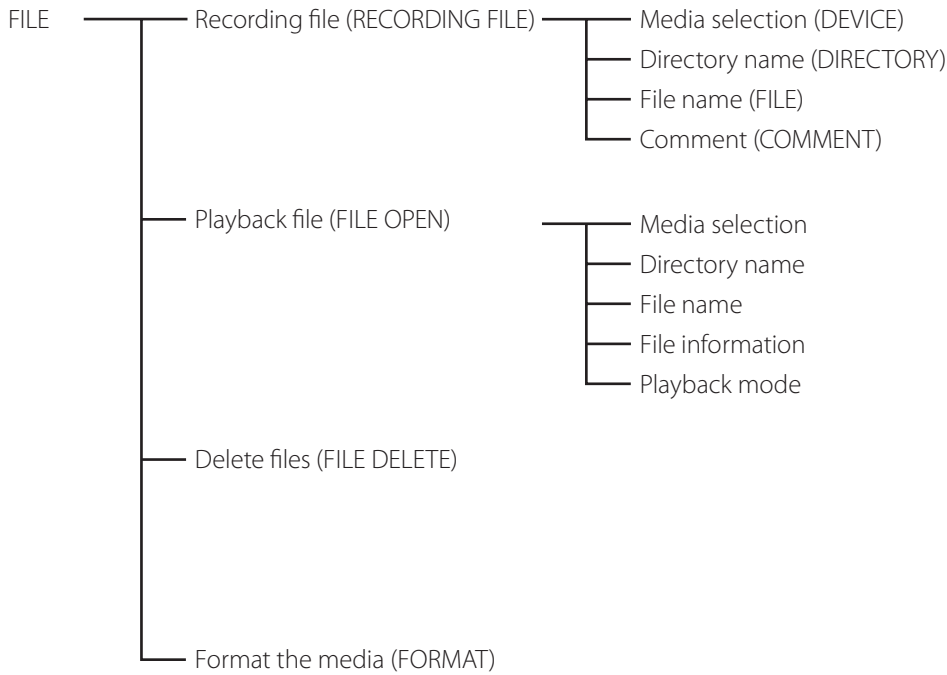 FILE
Recording file (RECORDING FILE)
Media selection (DEVICE)
Directory name (DIRECTORY)
File name (FILE)
Comment (COMMENT)
Playback file (FILE OPEN)
Media selection
Directory name
File name
File information
Playback mode
Delete files (FILE DELETE)
Format the media (FORMAT)